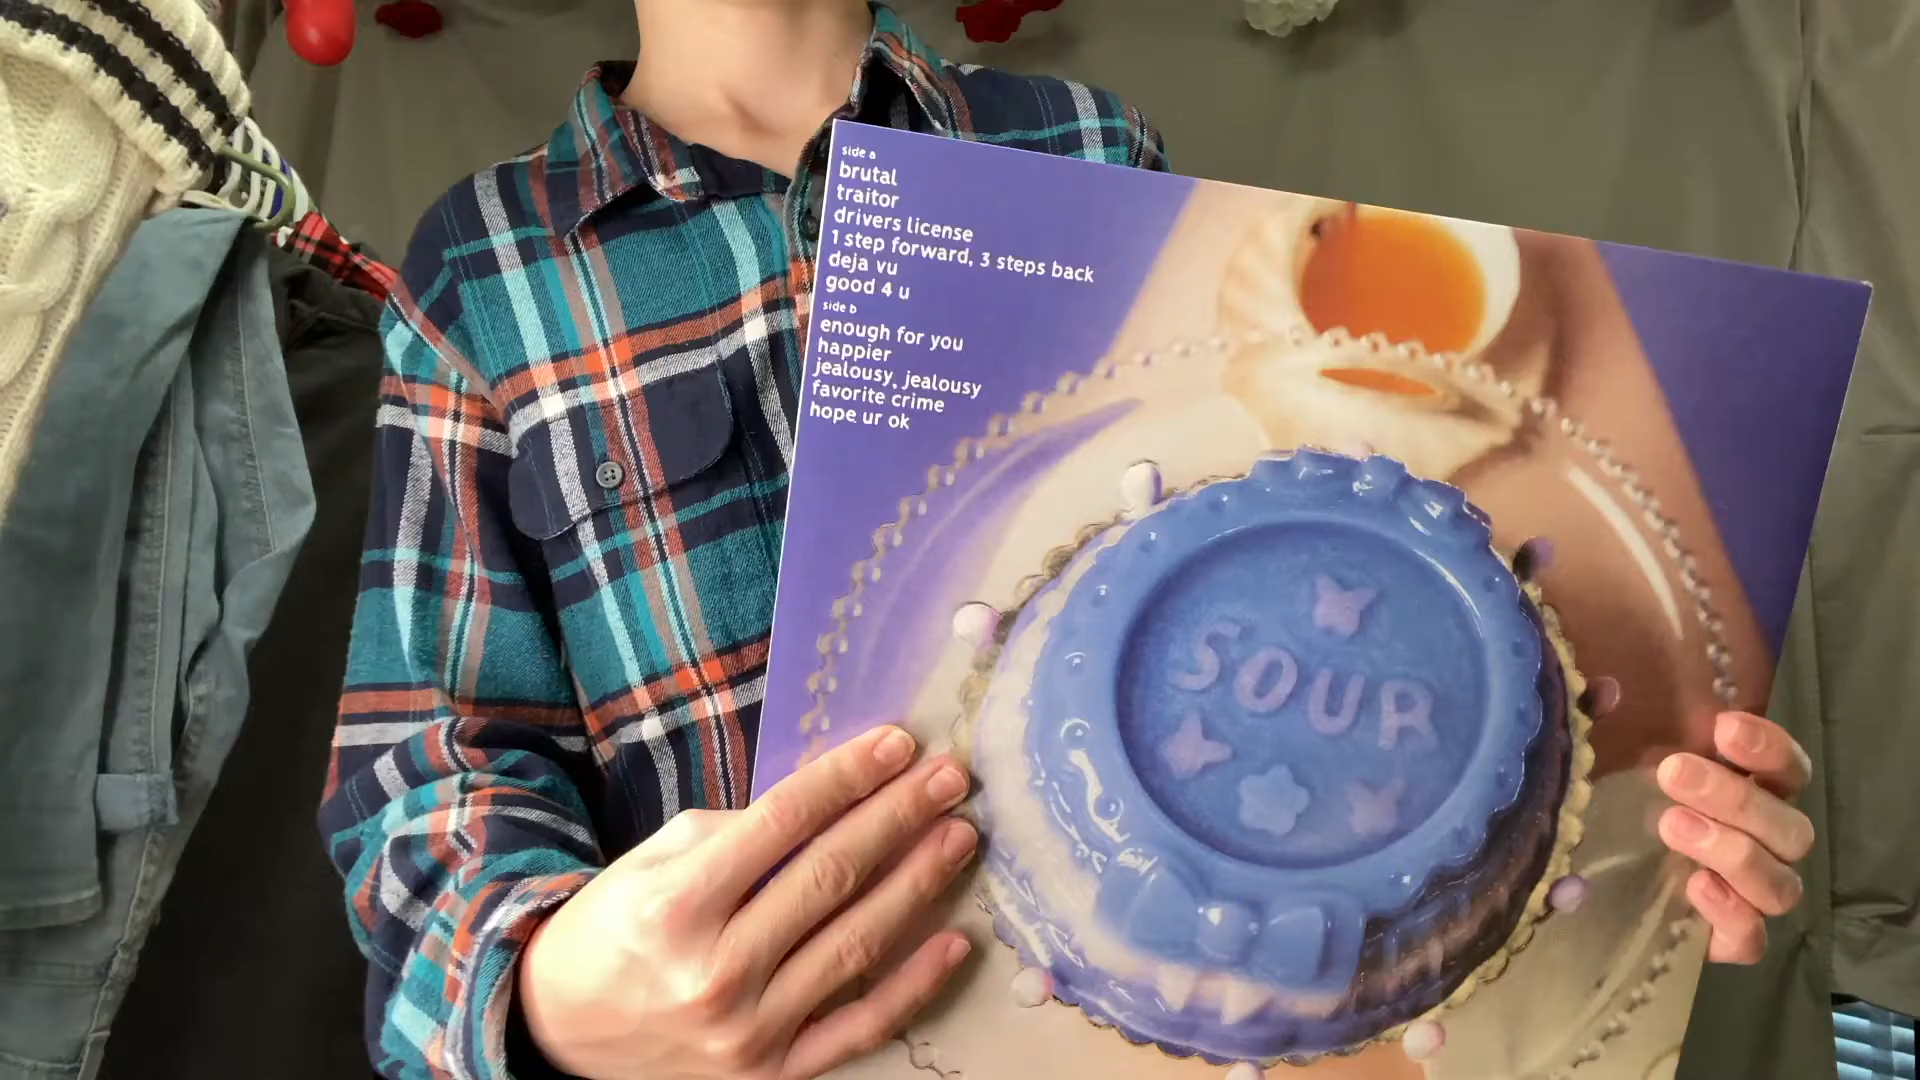 side a
brutal
traitor
drivers license
1 step forward, 3 steps back
deja vu
good 4 u
side b
enough for you
happier
jealousy, jealousy
favorite crime
hope ur ok
SOUR